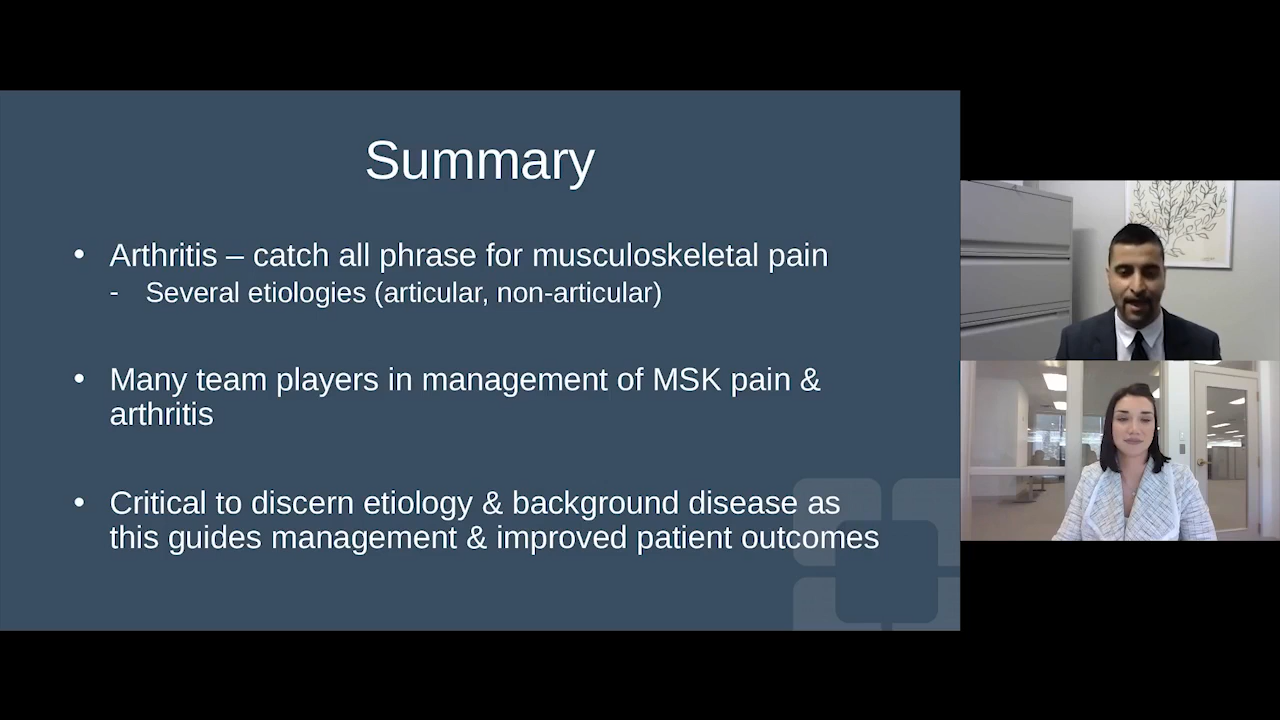 Summary
• Arthritis – catch all phrase for musculoskeletal pain
- Several etiologies (articular, non-articular)
• Many team players in management of MSK pain &
arthritis
• Critical to discern etiology & background disease as
this guides management & improved patient outcomes